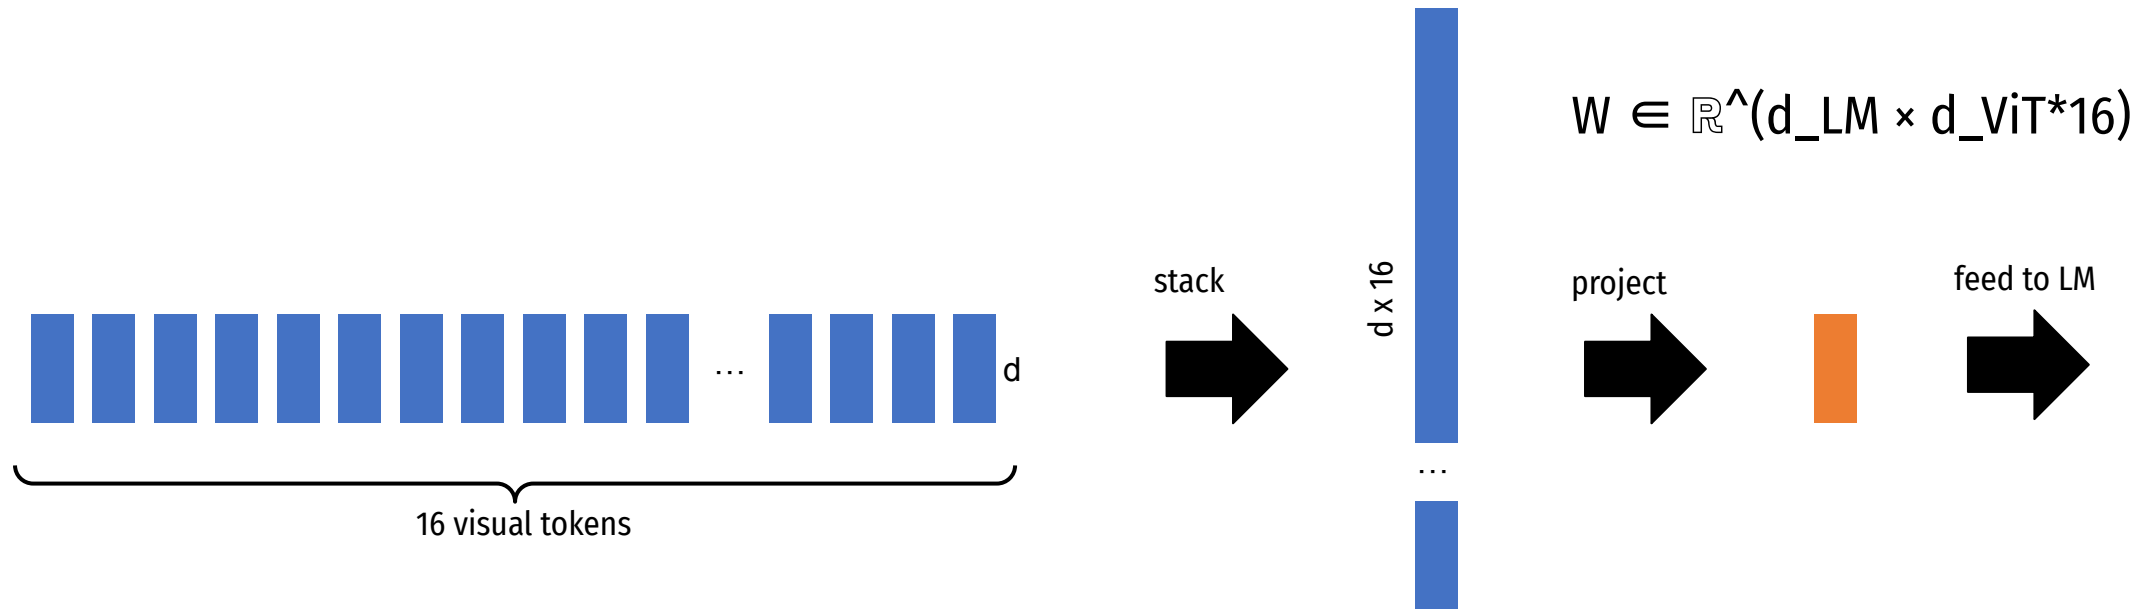 W ∈ ℝ^(d_LM × d_ViT*16)
stack
d x 16
project
feed to LM
...
d
...
16 visual tokens